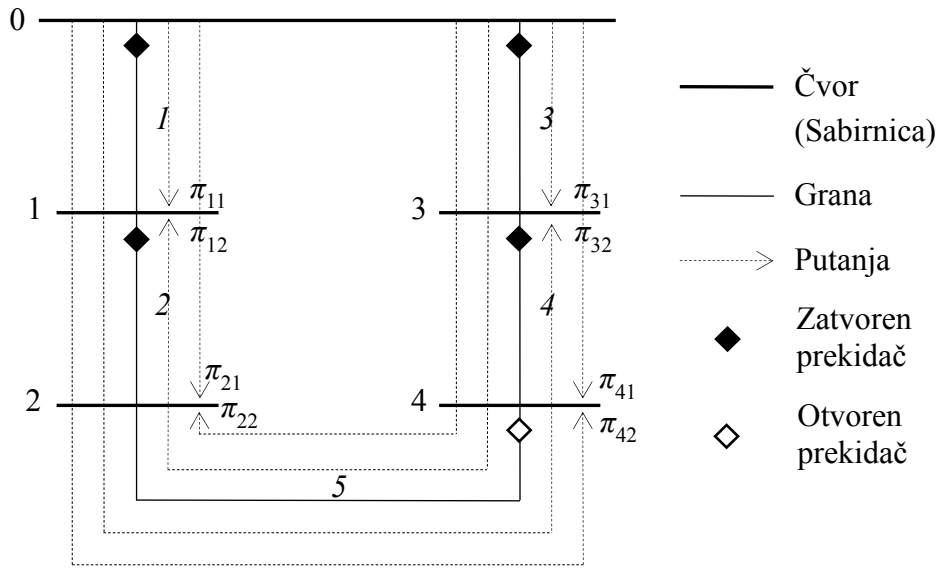 0
1
3
1
π11
π12
3
π31
π32
2
4
2
π21
π22
4
π41
π42
5
Čvor
(Sabirnica)
Grana
Putanja
Zatvoren
prekidač
Otvoren
prekidač